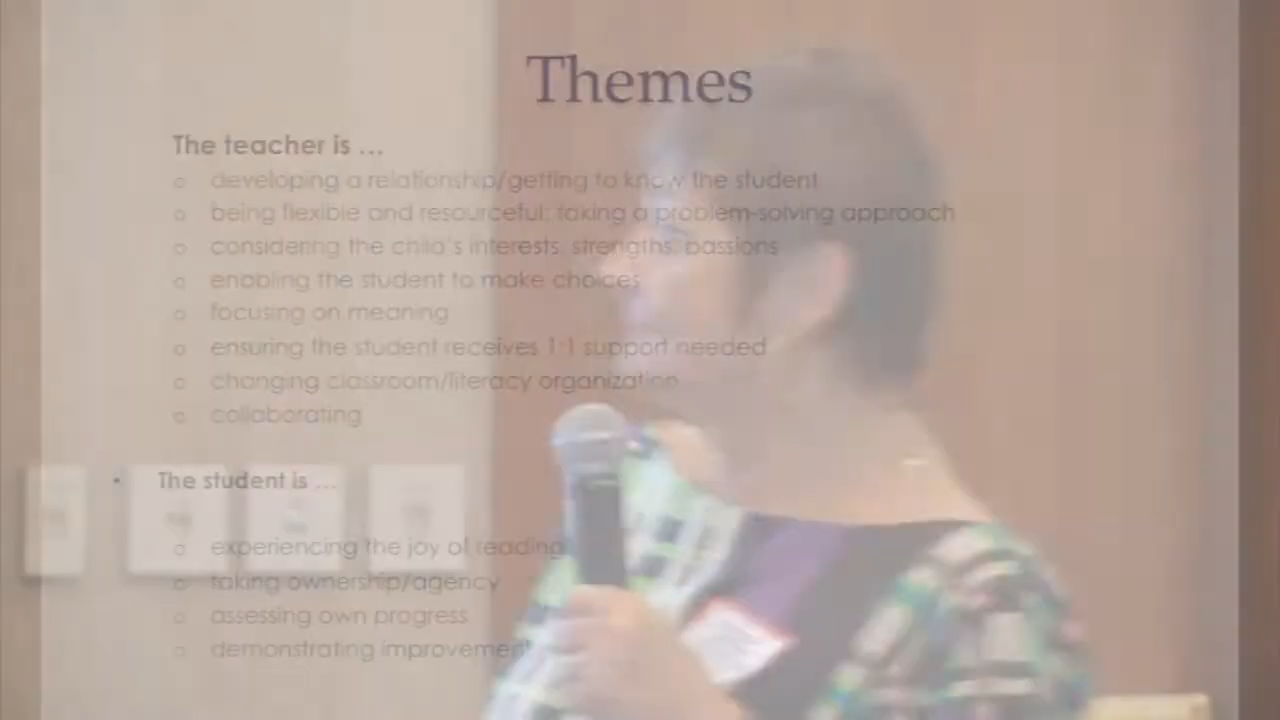 Themes
The teacher is ...
o developing a relationship/getting to know the student
o being flexible and resourceful; taking a problem-solving approach
o considering the child's interests, strengths, passions
o enabling the student to make choices
o focusing on meaning
o ensuring the student receives 1:1 support needed
o changing classroom/literacy organization
o collaborating
• The student is ...
o experiencing the joy of reading
o taking ownership/agency
o assessing own progress
o demonstrating improvement